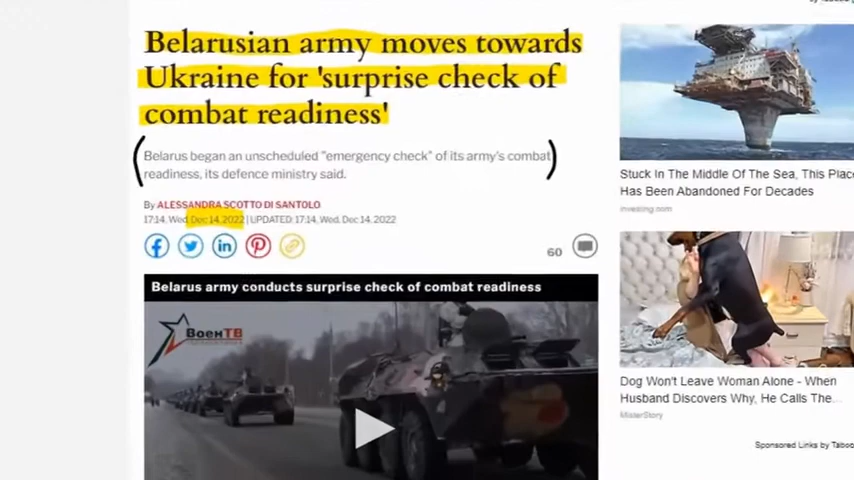 by Taboola
Belarusian army moves towards
Ukraine for 'surprise check of
combat readiness'
Belarus began an unscheduled "emergency check" of its army's combat
readiness, its defence ministry said.
By ALESSANDRA SCOTTO DI SANTOLO
17:14, Wed, Dec 14, 2022 | UPDATED: 17:14, Wed, Dec 14, 2022
60
Belarus army conducts surprise check of combat readiness
ВоенТВ
Stuck In The Middle Of The Sea, This Place
Has Been Abandoned For Decades
investing.com
Dog Won't Leave Woman Alone - When
Husband Discovers Why, He Calls The...
MisterStory
Sponsored Links by Taboo